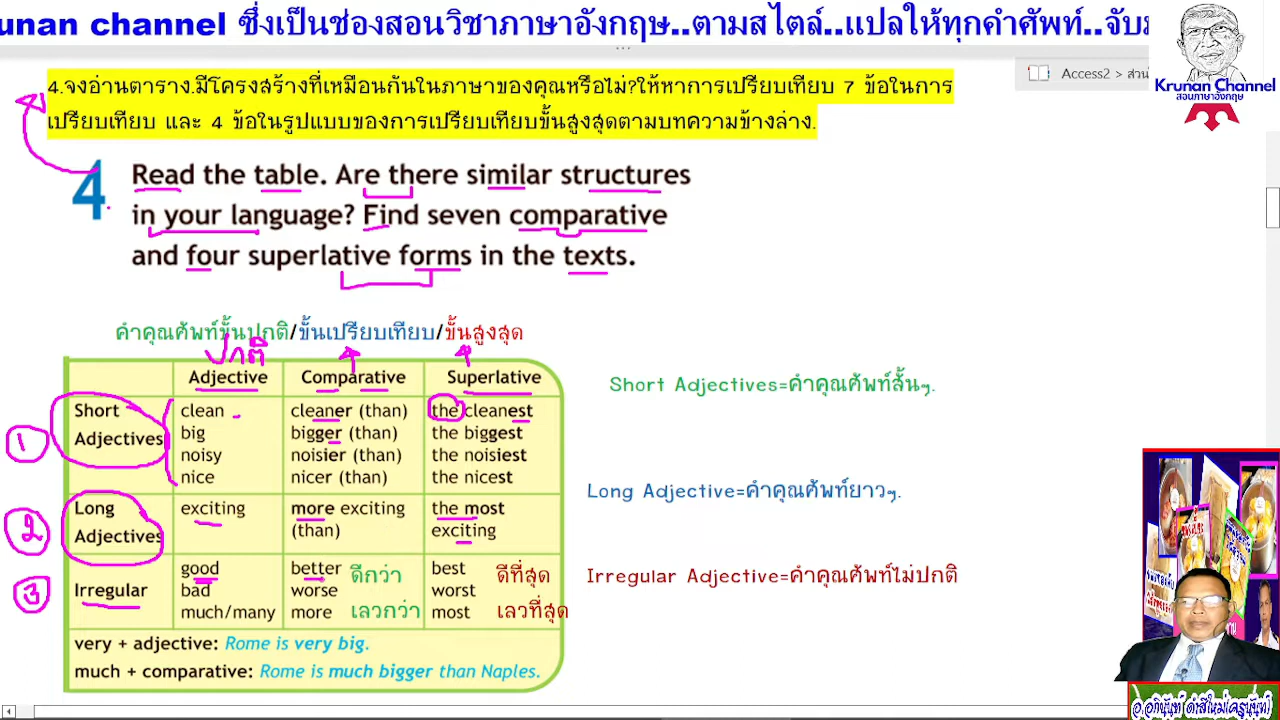 unan channel ซึ่งเป็นช่องสอนวิชาภาษาอังกฤษ..ตามสไตล์..แปลให้ทุกคำศัพท์..จับ
Access2 > ส่วน
Krunan Channel
สอนภาษาอังกฤษ
4.จงอ่านตาราง.มีโครงสร้างที่เหมือนกันในภาษาของคุณหรือไม่?ให้หาการเปรียบเทียบ 7 ข้อในการ
เปรียบเทียบ และ 4 ข้อในรูปแบบของการเปรียบเทียบขั้นสูงสุดตามบทความข้างล่าง.
4 Read the table. Are there similar structures
in your language? Find seven comparative
and four superlative forms in the texts.
คำคุณศัพท์ขั้นปกติ/ขั้นเปรียบเทียบ/ขั้นสูงสุด
ปกติ
Adjective Comparative Superlative
Short Adjectives=คำคุณศัพท์สั้นๆ.
1 Short Adjectives
clean cleaner (than) the cleanest
big bigger (than) the biggest
noisy noisier (than) the noisiest
nice nicer (than) the nicest
Long Adjective=คำคุณศัพท์ยาวๆ.
2 Long Adjectives
exciting more exciting (than) the most exciting
Irregular Adjective=คำคุณศัพท์ไม่ปกติ
3 Irregular
good better ดีกว่า best ดีที่สุด
bad worse worst
much/many more เลวกว่า most เลวที่สุด
very + adjective: Rome is very big.
much + comparative: Rome is much bigger than Naples.